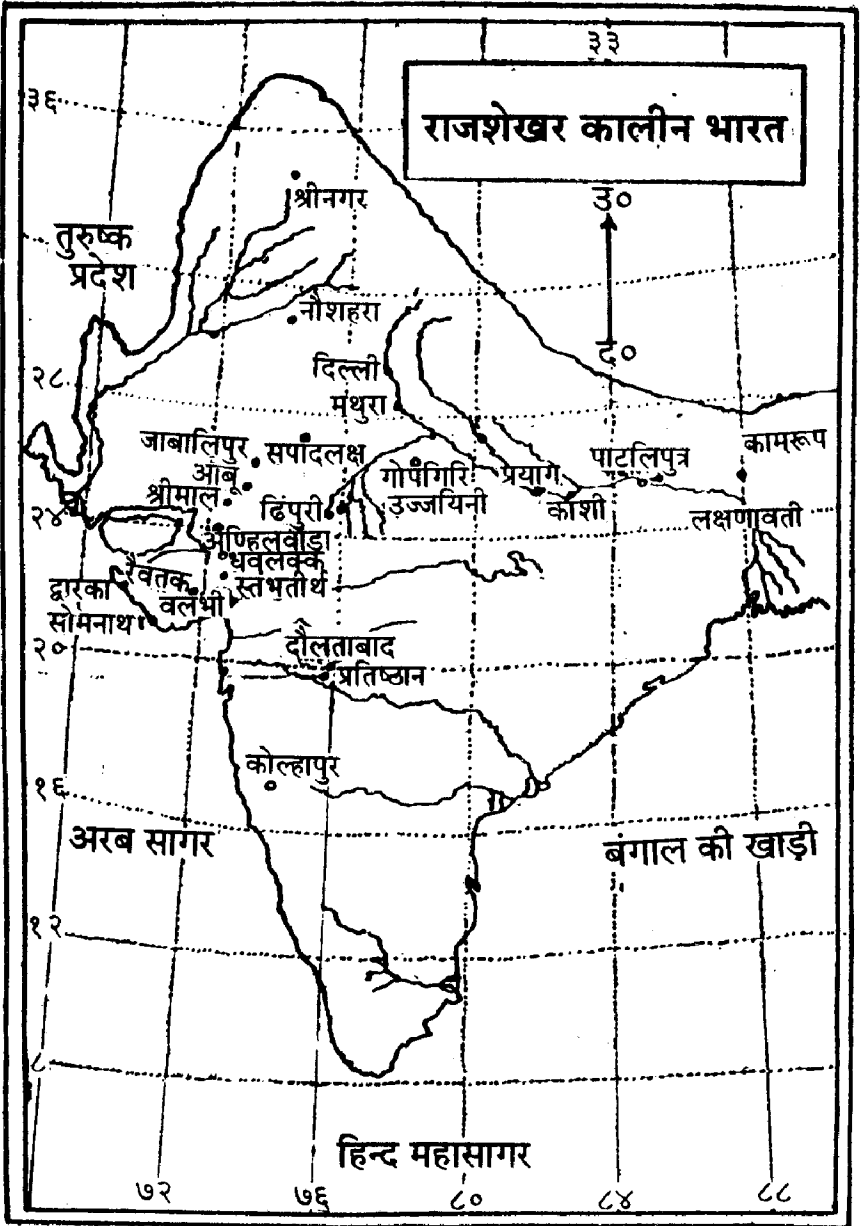 ३३
३६
राजशेखर कालीन भारत
श्रीनगर
उ०
तुरुष्क
प्रदेश
नौशहरा
द०
२८
दिल्ली
मथुरा
जाबालिपुर
सपादलक्ष
आबू
श्रीमाल
गोपगिरि
प्रयाग
पाटलिपुत्र
कामरूप
ढिंपुरी
उज्जयिनी
काशी
२४
लक्षणावती
अण्हिलवाड़ा
धवलक्क
रैवतक
स्तंभतीर्थ
द्वारका
वलभी
सोमनाथ
२०
दौलताबाद
प्रतिष्ठान
कोल्हापुर
१६
अरब सागर
बंगाल की खाड़ी
१२
८
हिन्द महासागर
७२
७६
८०
८४
८८